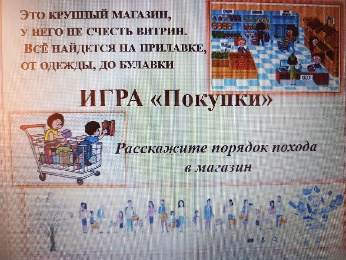 ЭТО КРУПНЫЙ МАГАЗИН,
У НЕГО НЕ СЧЕСТЬ ВИТРИН.
ВСЁ НАЙДЕТСЯ НА ПРИЛАВКЕ,
ОТ ОДЕЖДЫ, ДО БУЛАВКИ
ИГРА «Покупки»
Расскажите порядок похода
в магазин